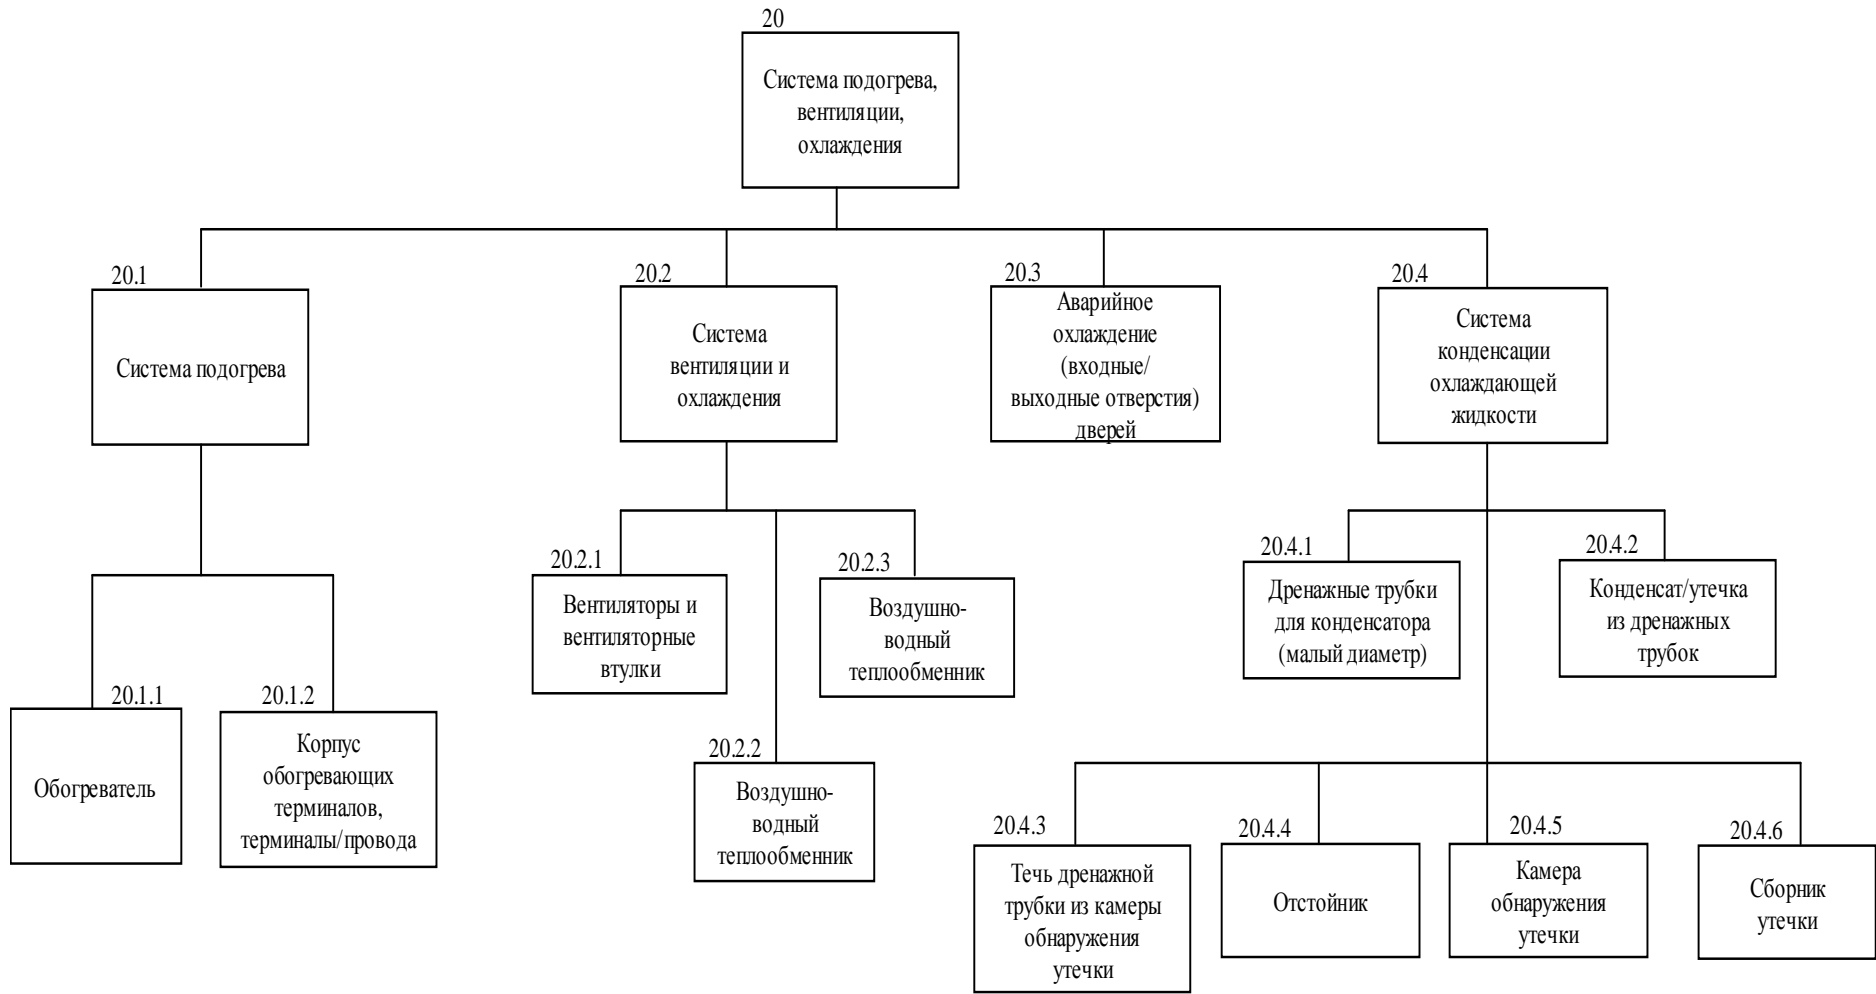 20
Система подогрева,
вентиляции,
охлаждения
20.1
Система подогрева
20.2
Система
вентиляции и
охлаждения
20.3
Аварийное
охлаждение
(входные/
выходные отверстия)
дверей
20.4
Система
конденсации
охлаждающей
жидкости
20.1.1
Обогреватель
20.1.2
Корпус
обогревающих
терминалов,
терминалы/провода
20.2.1
Вентиляторы и
вентиляторные
втулки
20.2.2
Воздушно-
водный
теплообменник
20.2.3
Воздушно-
водный
теплообменник
20.4.1
Дренажные трубки
для конденсатора
(малый диаметр)
20.4.2
Конденсат/утечка
из дренажных
трубок
20.4.3
Течь дренажной
трубки из камеры
обнаружения
утечки
20.4.4
Отстойник
20.4.5
Камера
обнаружения
утечки
20.4.6
Сборник
утечки